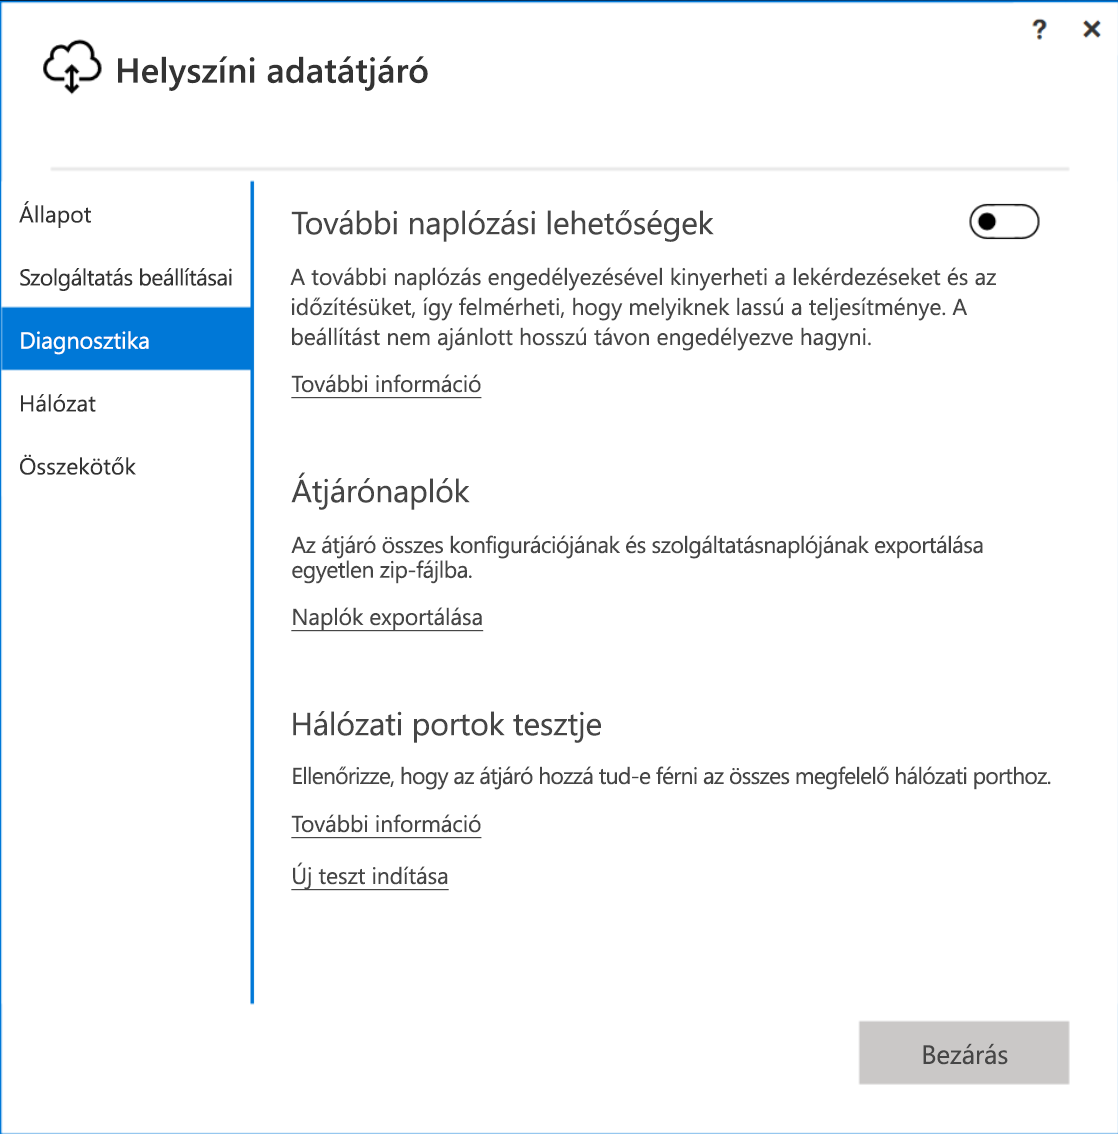 ?
Helyszíni adatátjáró
Állapot
Szolgáltatás beállításai
Diagnosztika
Hálózat
Összekötők
További naplózási lehetőségek
A további naplózás engedélyezésével kinyerheti a lekérdezéseket és az
időzítésüket, így felmérheti, hogy melyiknek lassú a teljesítménye. A
beállítást nem ajánlott hosszú távon engedélyezve hagyni.
További információ
Átjárónaplók
Az átjáró összes konfigurációjának és szolgáltatásnaplójának exportálása
egyetlen zip-fájlba.
Naplók exportálása
Hálózati portok tesztje
Ellenőrizze, hogy az átjáró hozzá tud-e férni az összes megfelelő hálózati porthoz.
További információ
Új teszt indítása
Bezárás